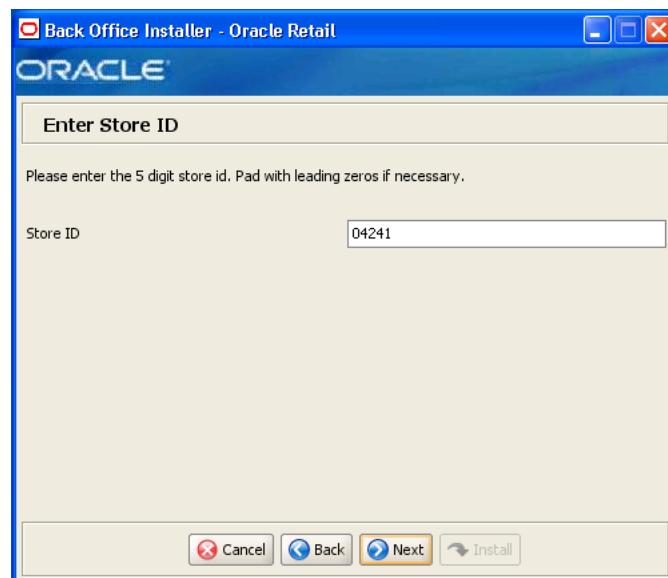 Back Office Installer - Oracle Retail
ORACLE
Enter Store ID
Please enter the 5 digit store id. Pad with leading zeros if necessary.
Store ID 04241
Cancel Back Next Install